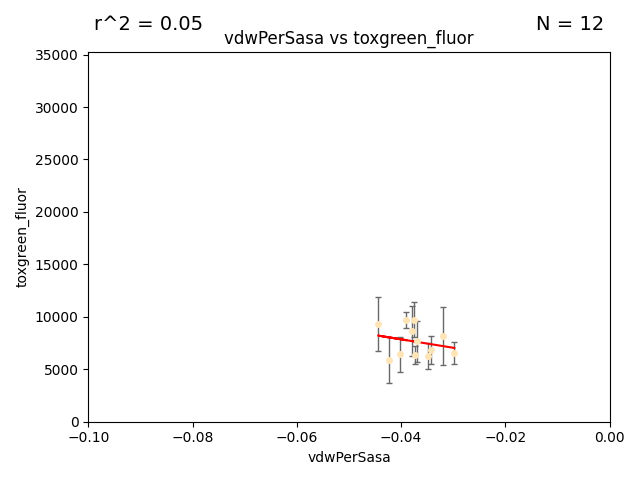 r^2 = 0.05
N = 12
vdwPerSasa vs toxgreen_fluor
35000
30000
25000
20000
15000
10000
5000
0
toxgreen_fluor
−0.10
−0.08
−0.06
−0.04
−0.02
0.00
vdwPerSasa